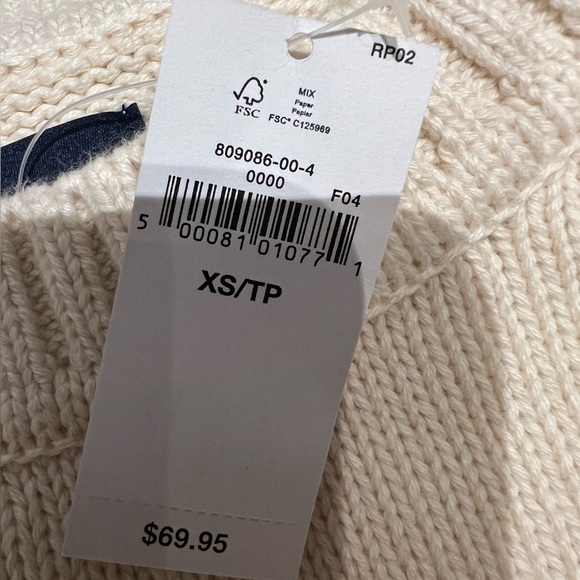 RP02
FSC
MIX
Paper
Papier
FSC® C125969
809086-00-4
0000
F04
5 00081 01077 1
XS/TP
$69.95